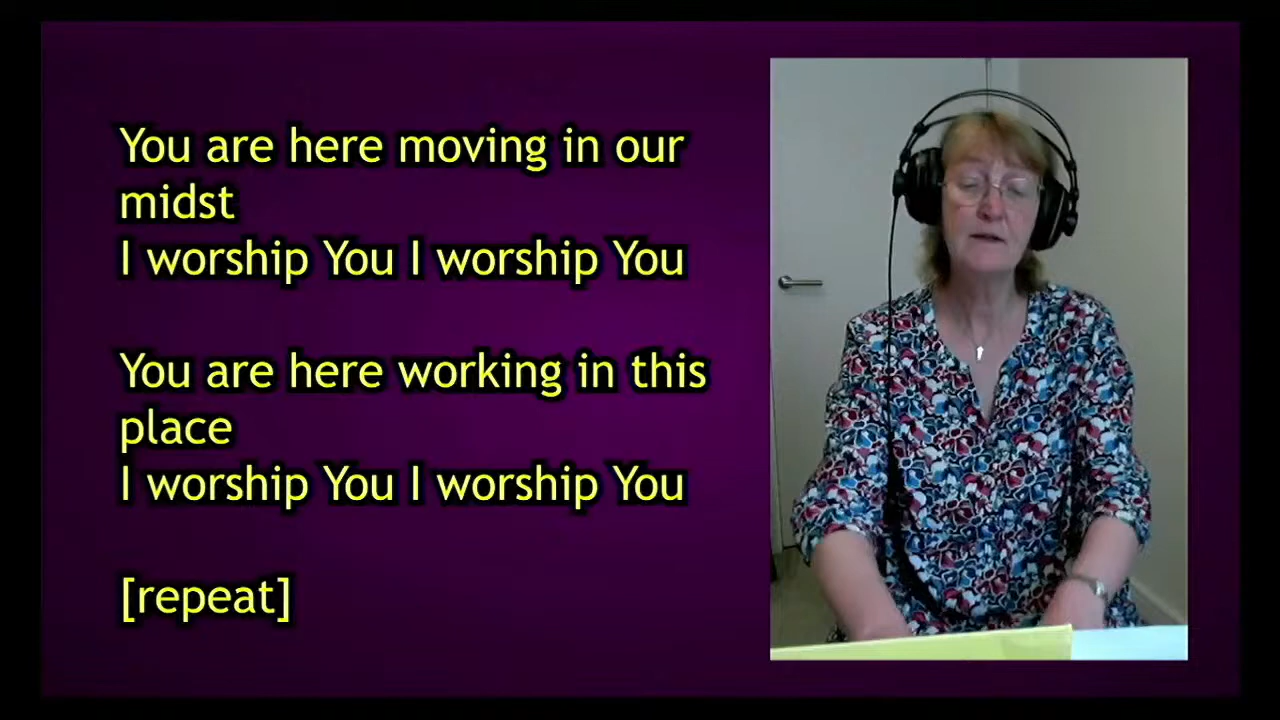 You are here moving in our
midst
I worship You I worship You
You are here working in this
place
I worship You I worship You
[repeat]